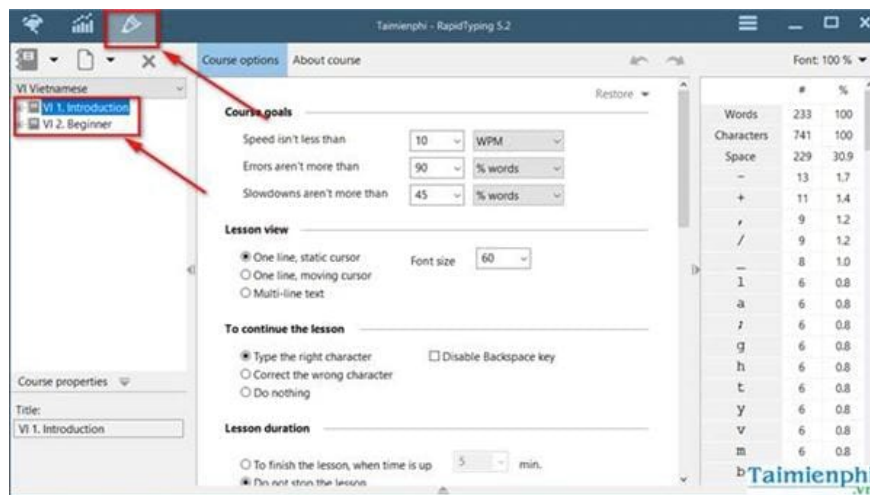 Taimienphi - RapidTyping 5.2
Course options About course Font: 100 %
VI Vietnamese
VI 1. Introduction
VI 2. Beginner
Course properties
Title:
VI 1. Introduction
Restore
Course goals
Speed isn't less than 10 WPM
Errors aren't more than 90 % words
Slowdowns aren't more than 45 % words
Lesson view
One line, static cursor Font size 60
One line, moving cursor
Multi-line text
To continue the lesson
Type the right character Disable Backspace key
Correct the wrong character
Do nothing
Lesson duration
To finish the lesson, when time is up 5 min.
Do not stop the lesson
# %
Words 233 100
Characters 741 100
Space 229 30.9
- 13 1.7
+ 11 1.4
, 9 1.2
/ 9 1.2
_ 8 1.0
l 6 0.8
a 6 0.8
; 6 0.8
g 6 0.8
h 6 0.8
t 6 0.8
y 6 0.8
v 6 0.8
m 6 0.8
b
Taimienphi
.vn